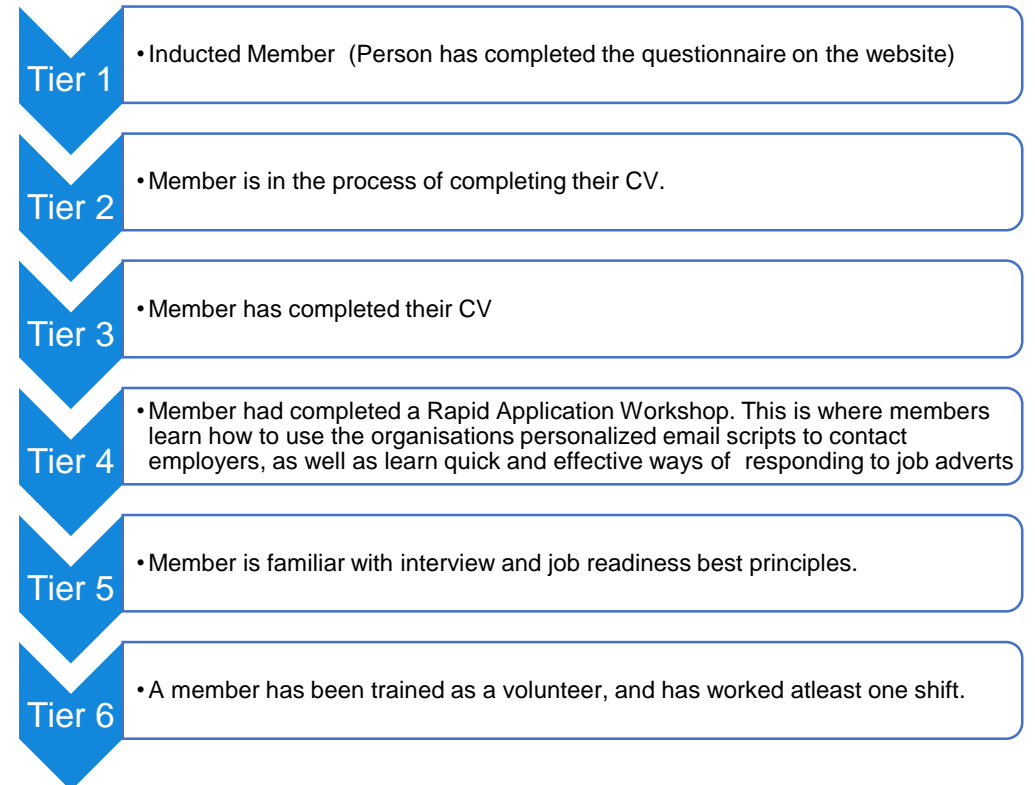 Tier 1
•Inducted Member  (Person has completed the questionnaire on the website)
Tier 2
•Member is in the process of completing their CV.
Tier 3
•Member has completed their CV
Tier 4
•Member had completed a Rapid Application Workshop. This is where members
learn how to use the organisations personalized email scripts to contact
employers, as well as learn quick and effective ways of  responding to job adverts
Tier 5
•Member is familiar with interview and job readiness best principles.
Tier 6
•A member has been trained as a volunteer, and has worked atleast one shift.